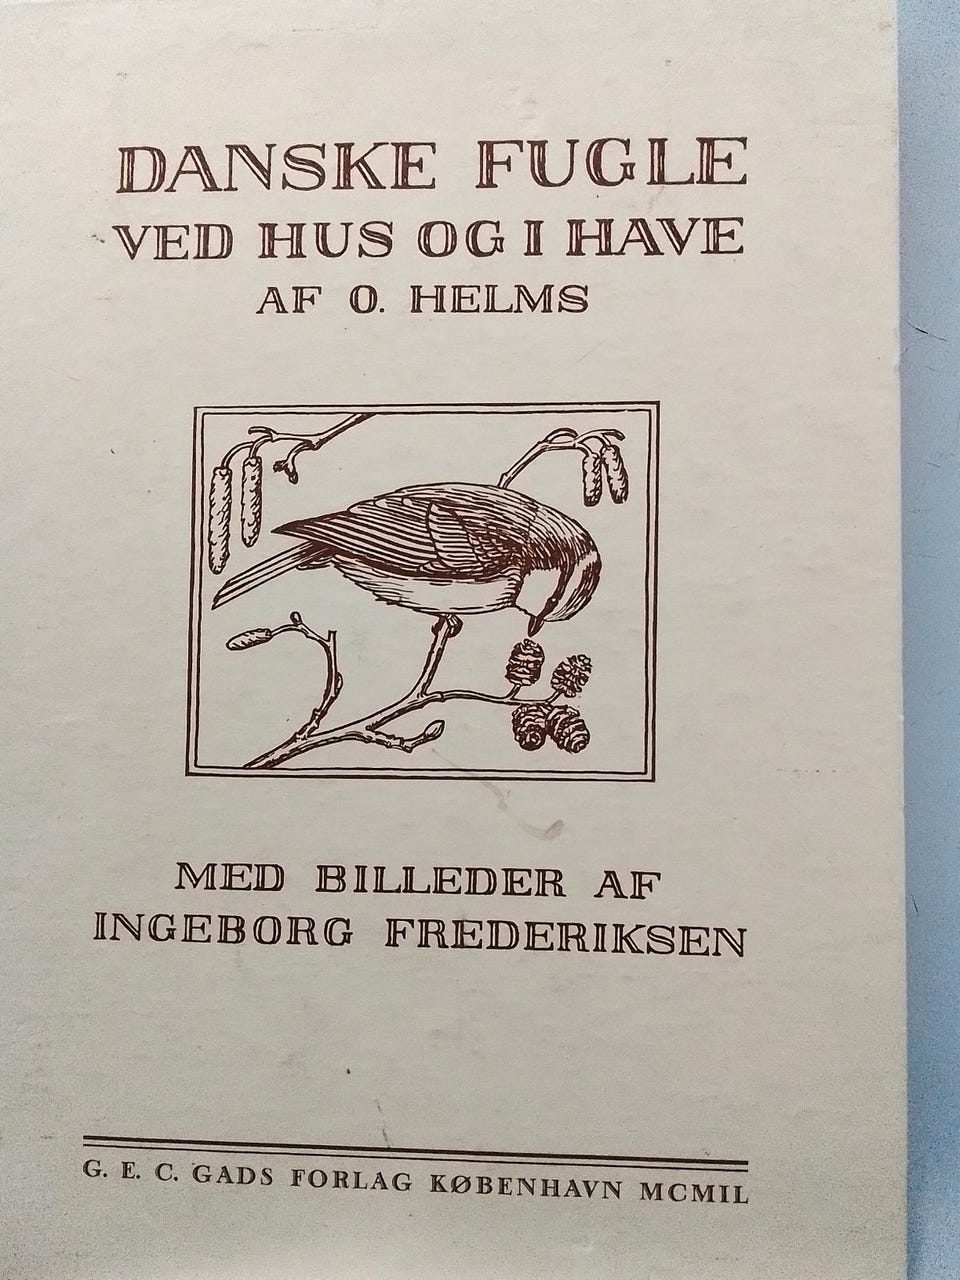 DANSKE FUGLE
VED HUS OG I HAVE
AF O. HELMS
MED BILLEDER AF
INGEBORG FREDERIKSEN
G. E. C. GADS FORLAG KØBENHAVN MCMIL